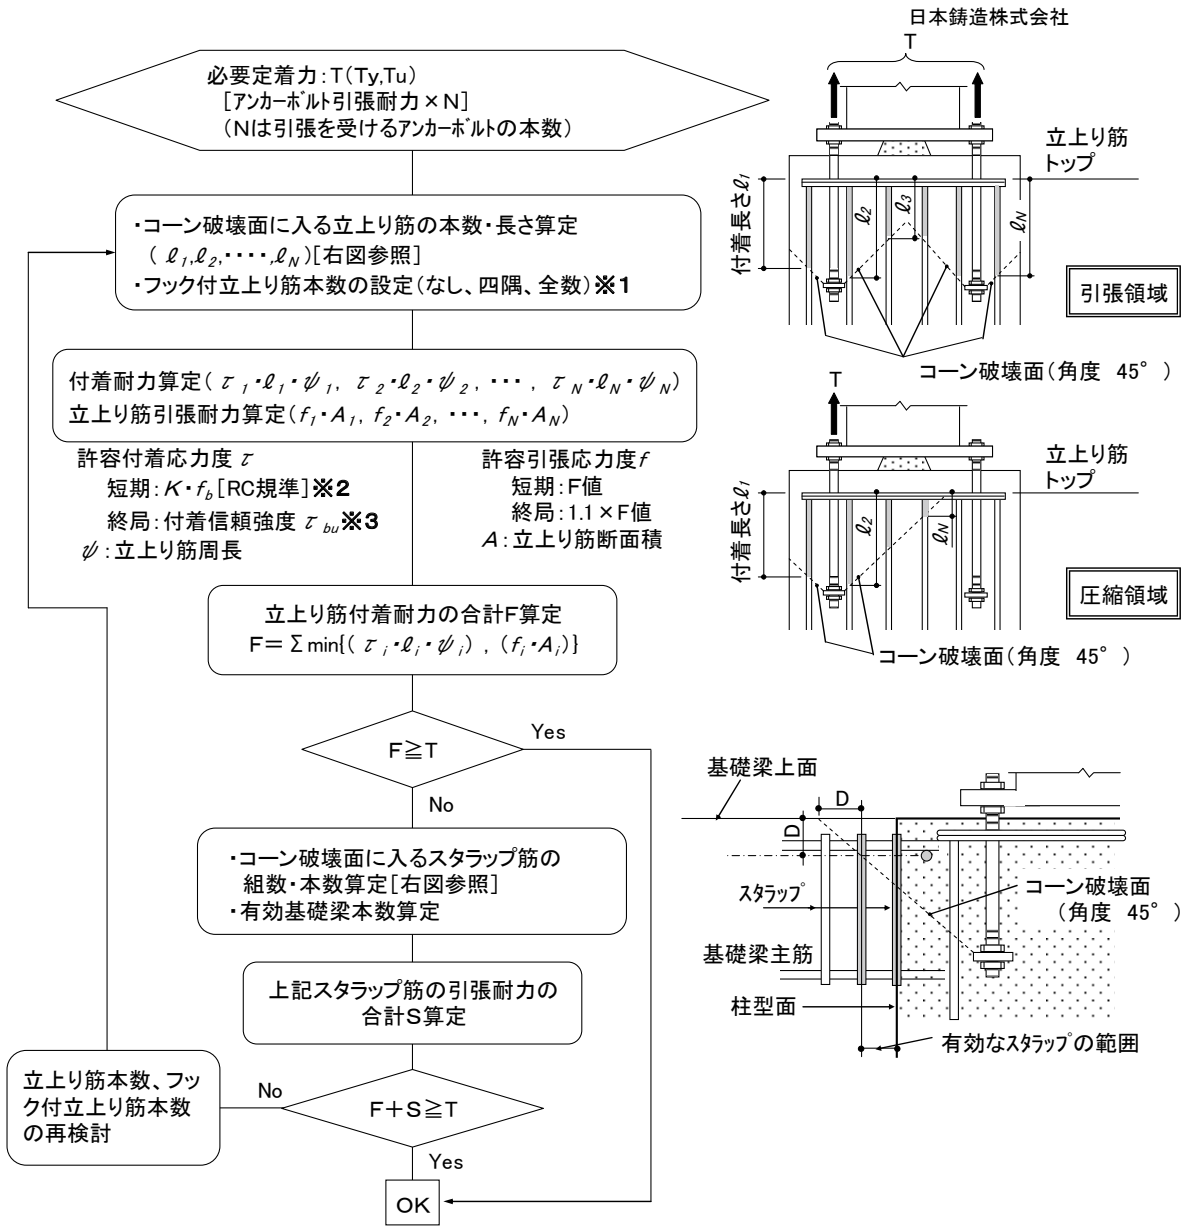 日本鋳造株式会社
必要定着力：T(Ty,Tu)
[アンカーボルト引張耐力×N]
(Nは引張を受けるアンカーボルトの本数)
・コーン破壊面に入る立上り筋の本数・長さ算定
( ℓ1,ℓ2,・・・・,ℓN)[右図参照]
・フック付立上り筋本数の設定(なし、四隅、全数)※1
付着耐力算定( τ1・ℓ1・ψ1, τ2・ℓ2・ψ2, ・・・, τN・ℓN・ψN)
立上り筋引張耐力算定(f1・A1, f2・A2, ・・・, fN・AN)
許容付着応力度 τ
短期：K・fb [RC規準]※2
終局：付着信頼強度 τbu※3
ψ：立上り筋周長
許容引張応力度f
短期：F値
終局：1.1×F値
A：立上り筋断面積
立上り筋付着耐力の合計F算定
F＝Σmin{( τi・ℓi・ψi) , (fi・Ai)}
F≧T
Yes
No
・コーン破壊面に入るスタラップ筋の
組数・本数算定[右図参照]
・有効基礎梁本数算定
上記スタラップ筋の引張耐力の
合計S算定
F＋S≧T
No
Yes
立上り筋本数、フッ
ク付立上り筋本数
の再検討
OK
T
立上り筋
トップ
付着長さℓ1
ℓ2
ℓ3
ℓN
引張領域
コーン破壊面(角度 45°)
T
立上り筋
トップ
付着長さℓ1
ℓ2
ℓN
圧縮領域
コーン破壊面(角度 45°)
基礎梁上面
D
D
スタラップ
コーン破壊面
(角度 45°)
基礎梁主筋
柱型面
有効なスタラップの範囲